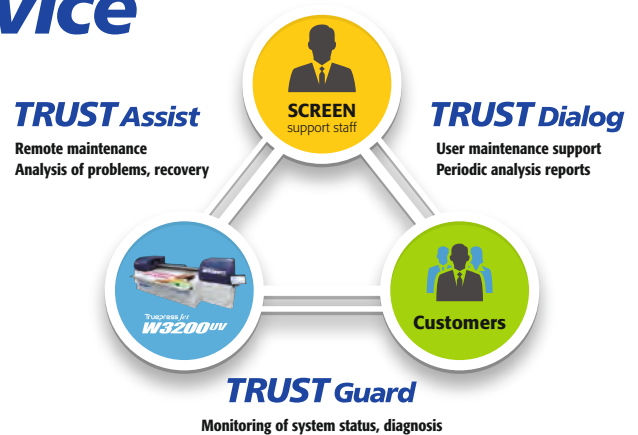 SCREEN
support staff
TRUST Assist
Remote maintenance
Analysis of problems, recovery
TRUST Dialog
User maintenance support
Periodic analysis reports
Truepress Jet
W3200UV
Customers
TRUST Guard
Monitoring of system status, diagnosis